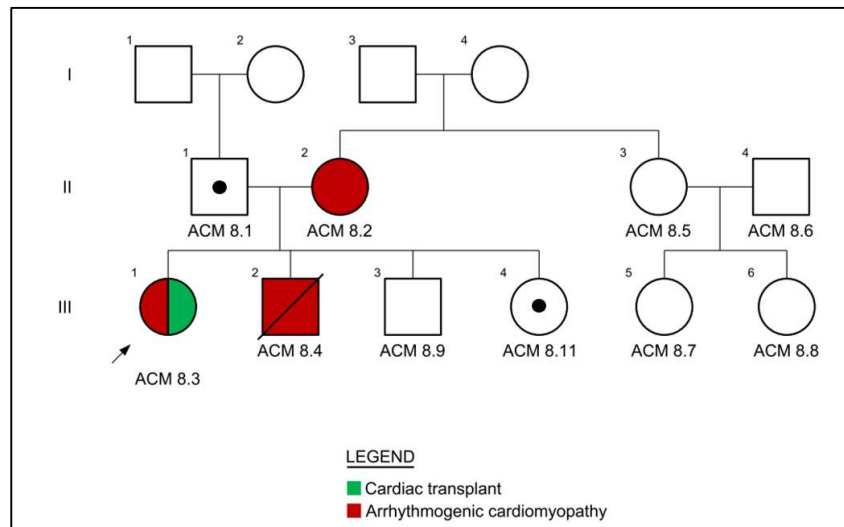 1 2 3 4
I
1 2 3 4
II
ACM 8.1 ACM 8.2 ACM 8.5 ACM 8.6
1 2 3 4 5 6
III
ACM 8.3 ACM 8.4 ACM 8.9 ACM 8.11 ACM 8.7 ACM 8.8
LEGEND
Cardiac transplant
Arrhythmogenic cardiomyopathy